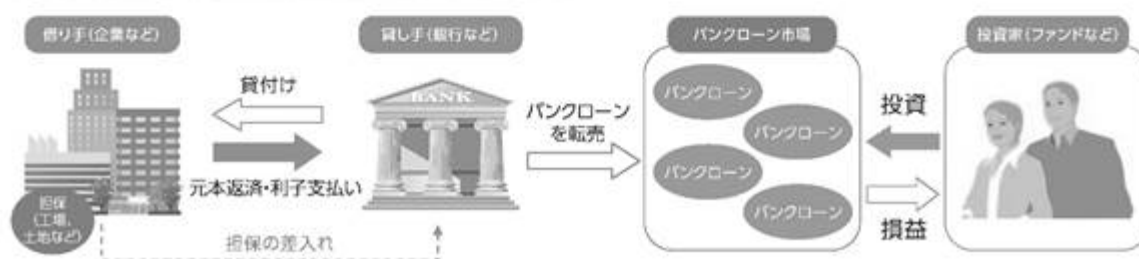 借り手(企業など)
貸し手(銀行など)
バンクローン市場
投資家(ファンドなど)
貸付け
元本返済・利子支払い
担保
(工場、
土地など)
担保の差入れ
BANK
バンクローン
を転売
バンクローン
バンクローン
バンクローン
バンクローン
投資
損益